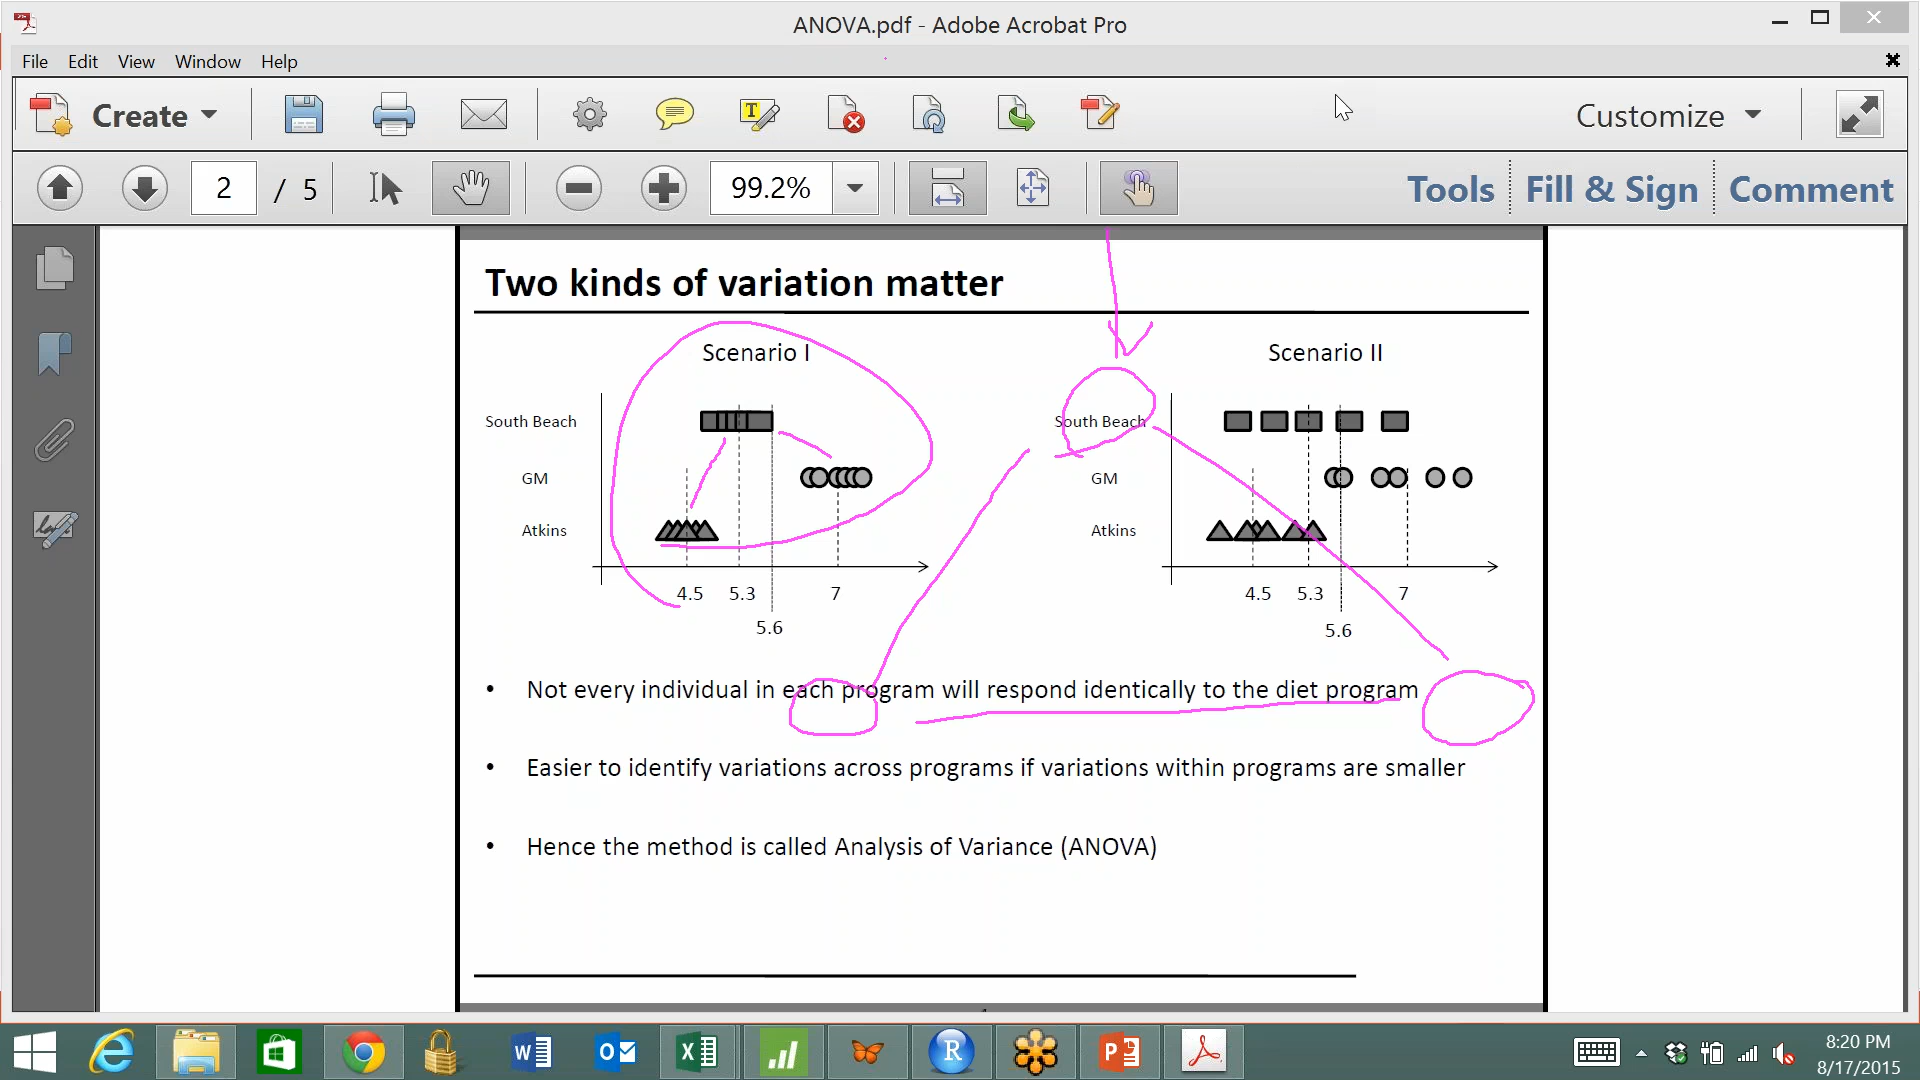 ANOVA.pdf - Adobe Acrobat Pro
File Edit View Window Help
Create
Customize
2 / 5
99.2%
Tools Fill & Sign Comment
Two kinds of variation matter
Scenario I
Scenario II
South Beach
GM
Atkins
4.5 5.3 7
5.6
South Beach
GM
Atkins
4.5 5.3 7
5.6
• Not every individual in each program will respond identically to the diet program
• Easier to identify variations across programs if variations within programs are smaller
• Hence the method is called Analysis of Variance (ANOVA)
8:20 PM
8/17/2015